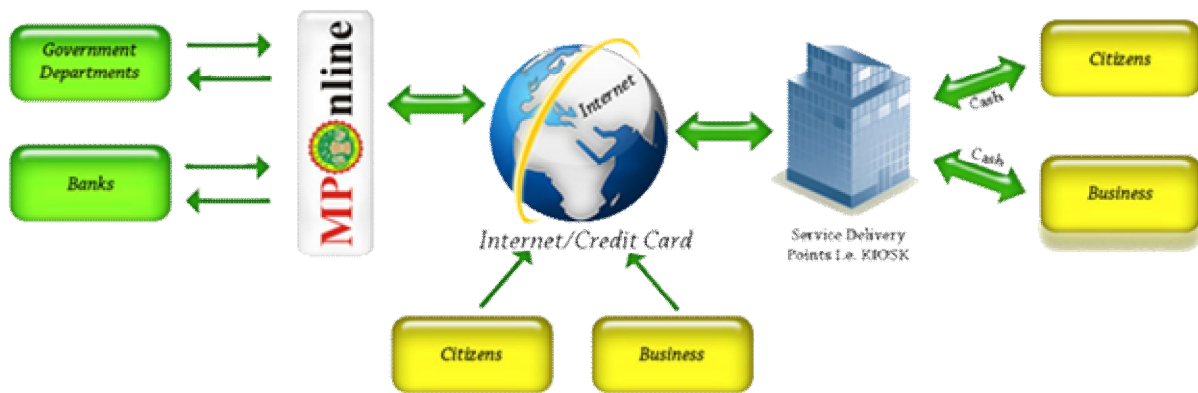 Government
Departments
Banks
MPOnline
Internet
Internet/Credit Card
Service Delivery
Points I.e. KIOSK
Cash
Cash
Citizens
Business
Citizens
Business